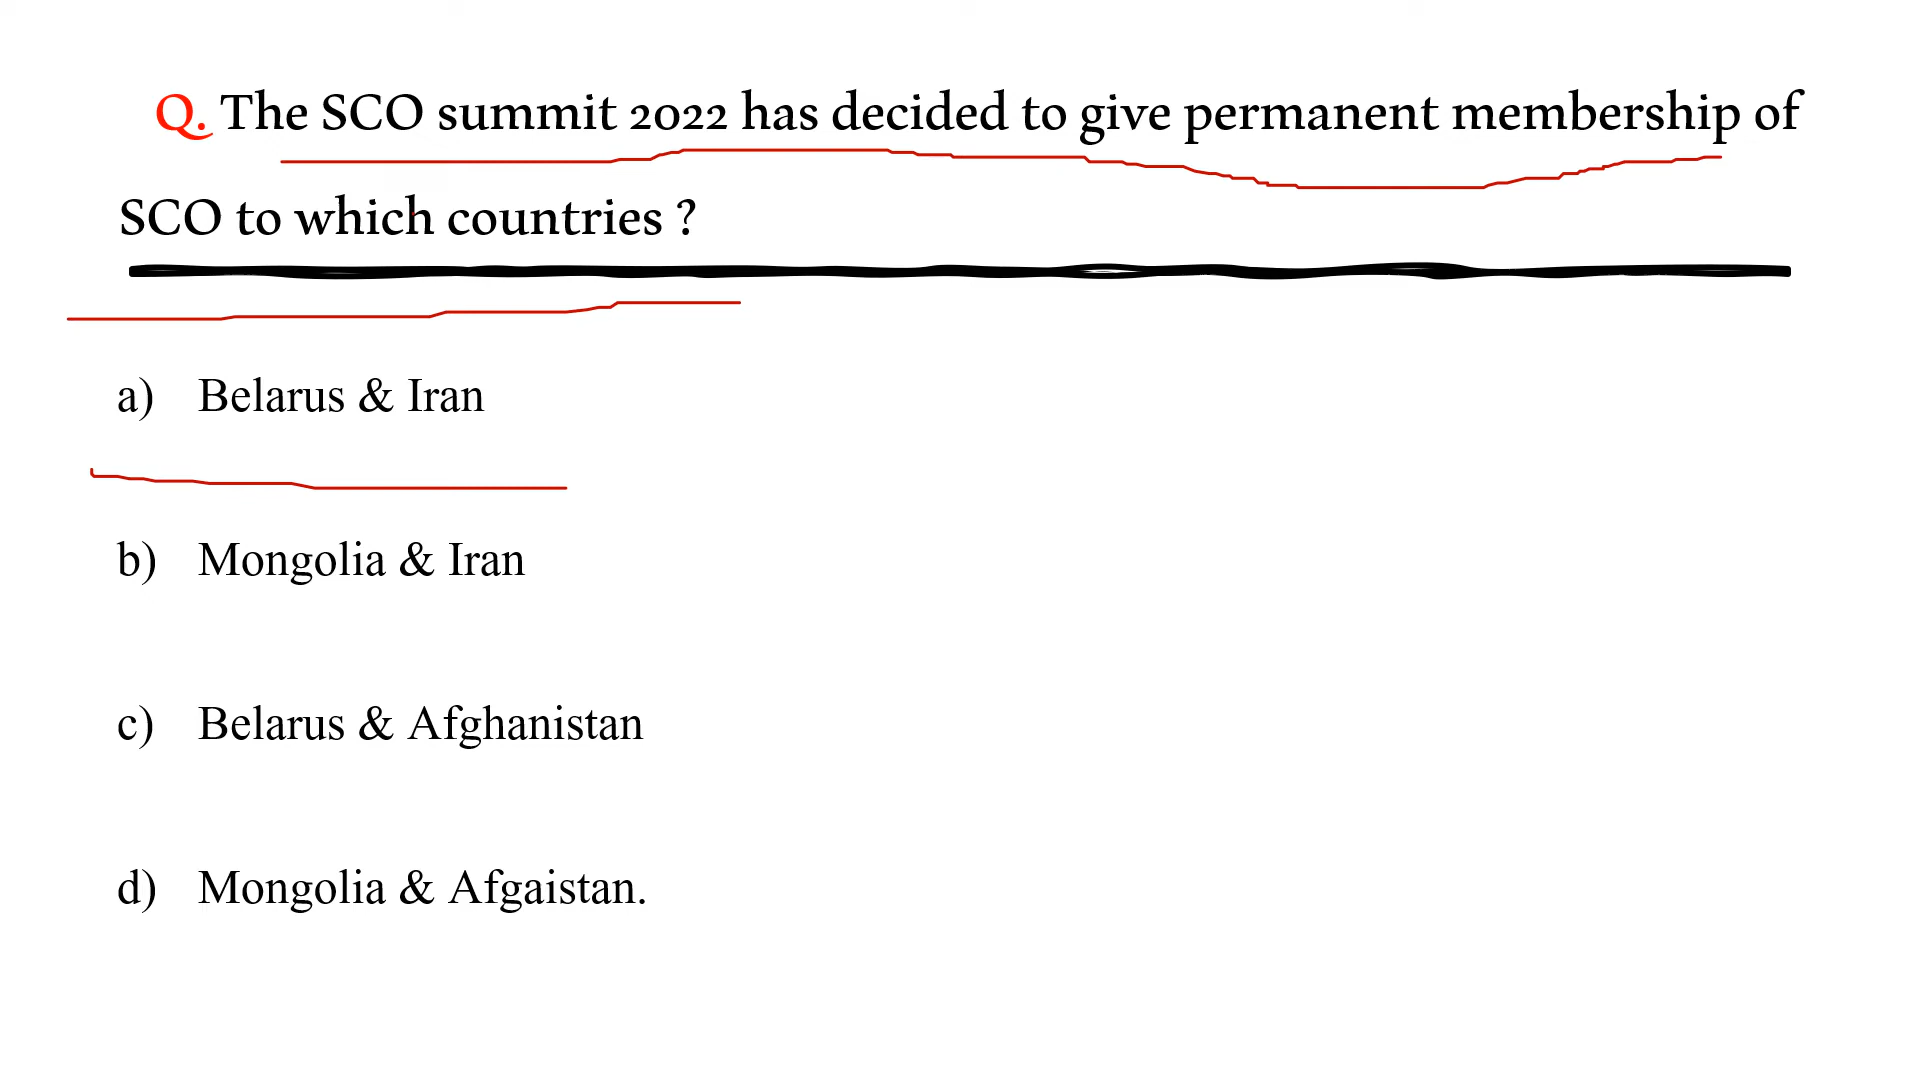 Q. The SCO summit 2022 has decided to give permanent membership of
SCO to which countries ?
a) Belarus & Iran
b) Mongolia & Iran
c) Belarus & Afghanistan
d) Mongolia & Afgaistan.